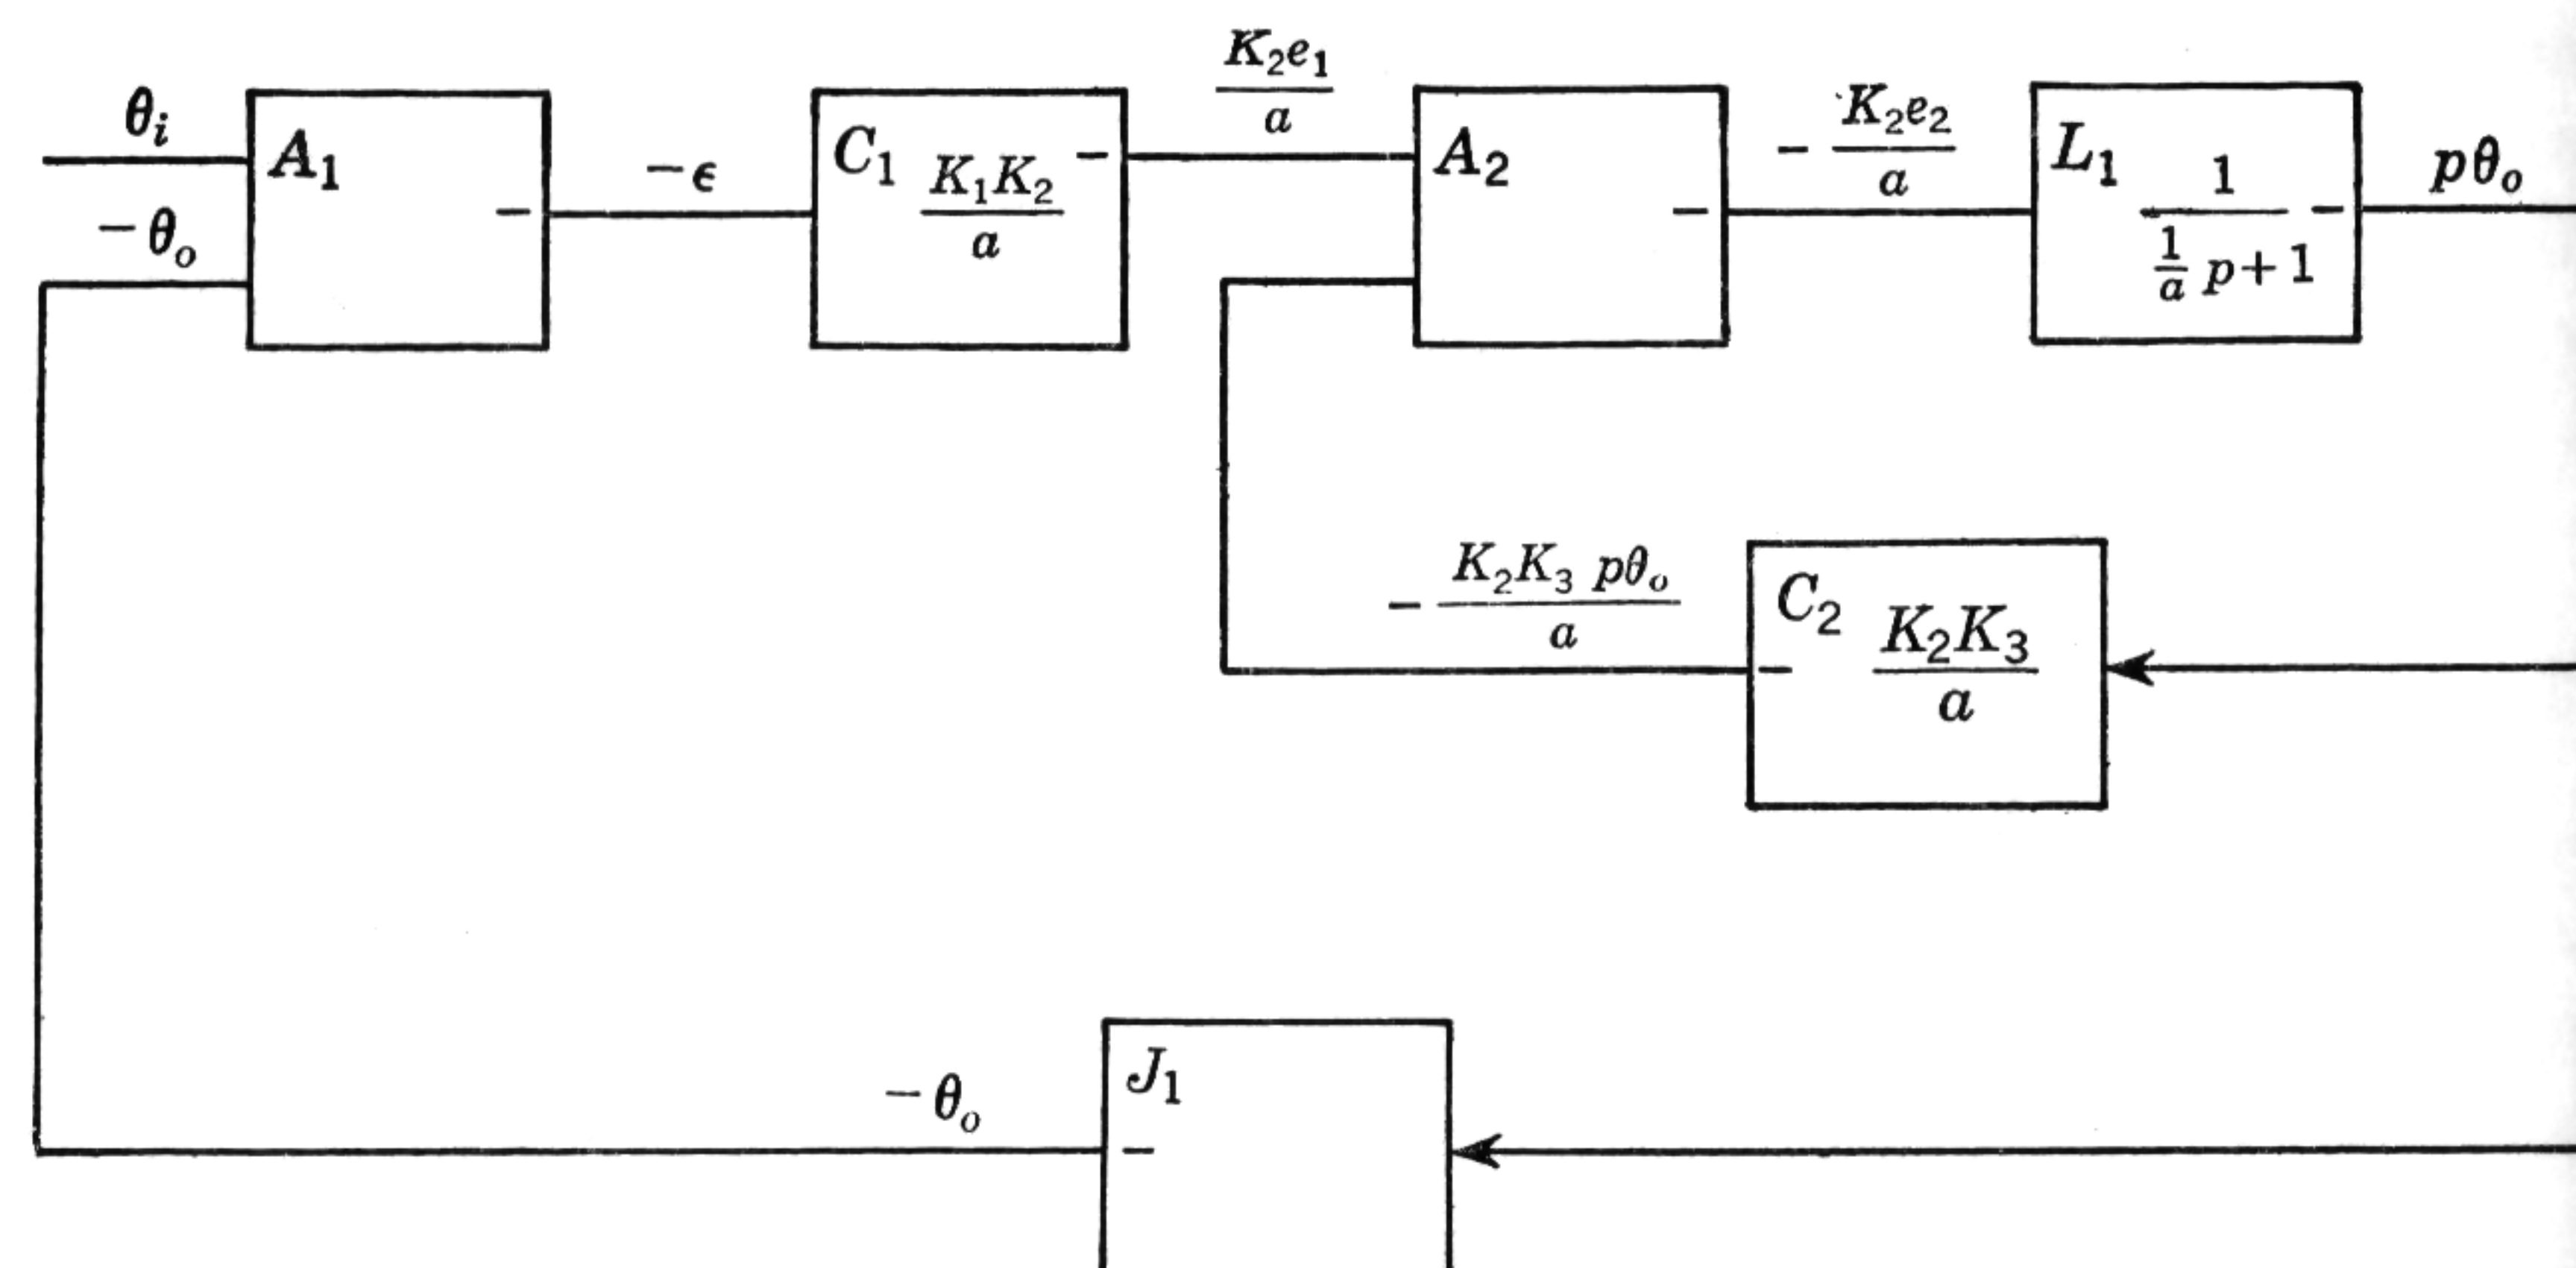 θᵢ
−θₒ
A₁ −
−ϵ
C₁ K₁K₂/a −
K₂e₁/a
A₂ −
−K₂e₂/a
L₁ 1/(1/a p+1) −
pθₒ
−K₂K₃ pθₒ/a
− C₂ K₂K₃/a
−θₒ
J₁
−